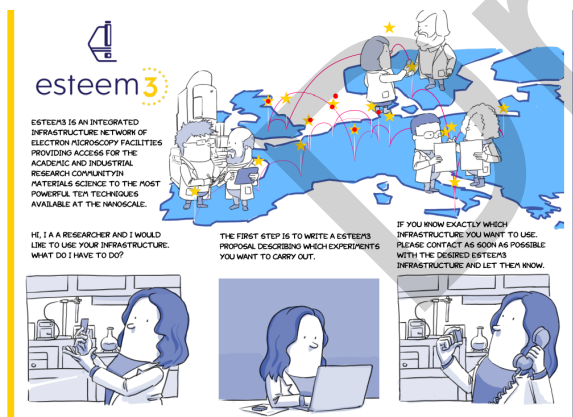 esteem3
ESTEEM3 IS AN INTEGRATED
INFRASTRUCTURE NETWORK OF
ELECTRON MICROSCOPY FACILITIES
PROVIDING ACCESS FOR THE
ACADEMIC AND INDUSTRIAL
RESEARCH COMMUNITYIN
MATERIALS SCIENCE TO THE MOST
POWERFUL TEM TECHNIQUES
AVAILABLE AT THE NANOSCALE.
HI, I A A RESEARCHER AND I WOULD
LIKE TO USE YOUR INFRASTRUCTURE.
WHAT DO I HAVE TO DO?
THE FIRST STEP IS TO WRITE A ESTEEM3
PROPOSAL DESCRIBING WHICH EXPERIMENTS
YOU WANT TO CARRY OUT.
IF YOU KNOW EXACTLY WHICH
INFRASTRUCTURE YOU WANT TO USE.
PLEASE CONTACT AS SOON AS POSSIBLE
WITH THE DESIRED ESTEEM3
INFRASTRUCTURE AND LET THEM KNOW.